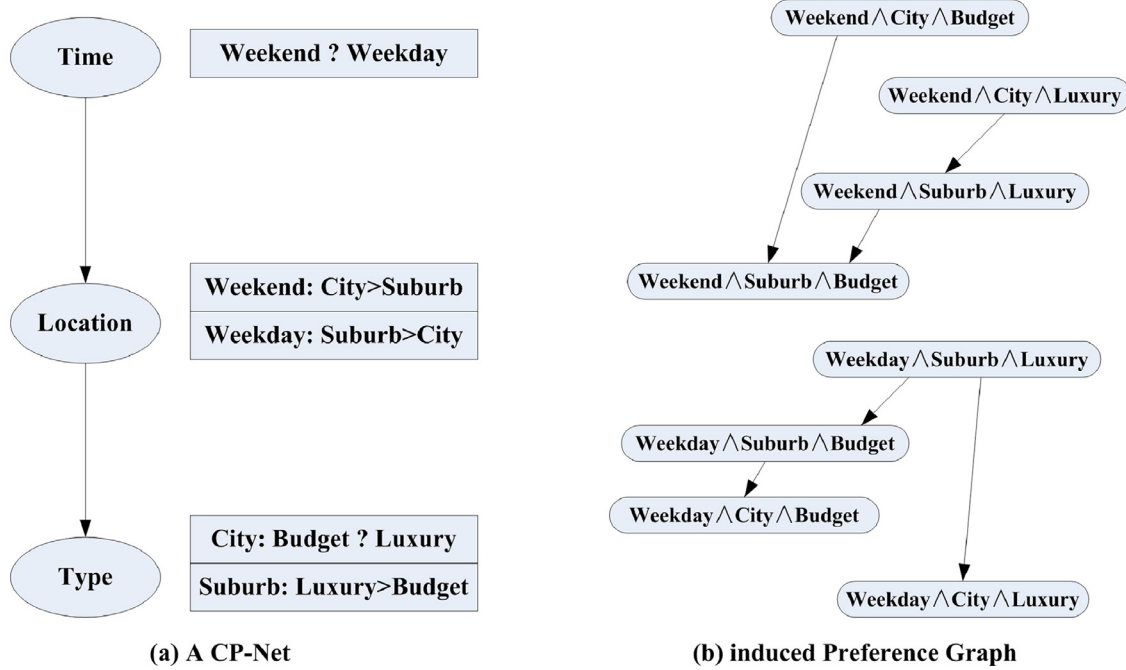 Time
Weekend ? Weekday
Location
Weekend: City>Suburb
Weekday: Suburb>City
Type
City: Budget ? Luxury
Suburb: Luxury>Budget
(a) A CP-Net
Weekend∧City∧Budget
Weekend∧City∧Luxury
Weekend∧Suburb∧Luxury
Weekend∧Suburb∧Budget
Weekday∧Suburb∧Luxury
Weekday∧Suburb∧Budget
Weekday∧City∧Budget
Weekday∧City∧Luxury
(b) induced Preference Graph